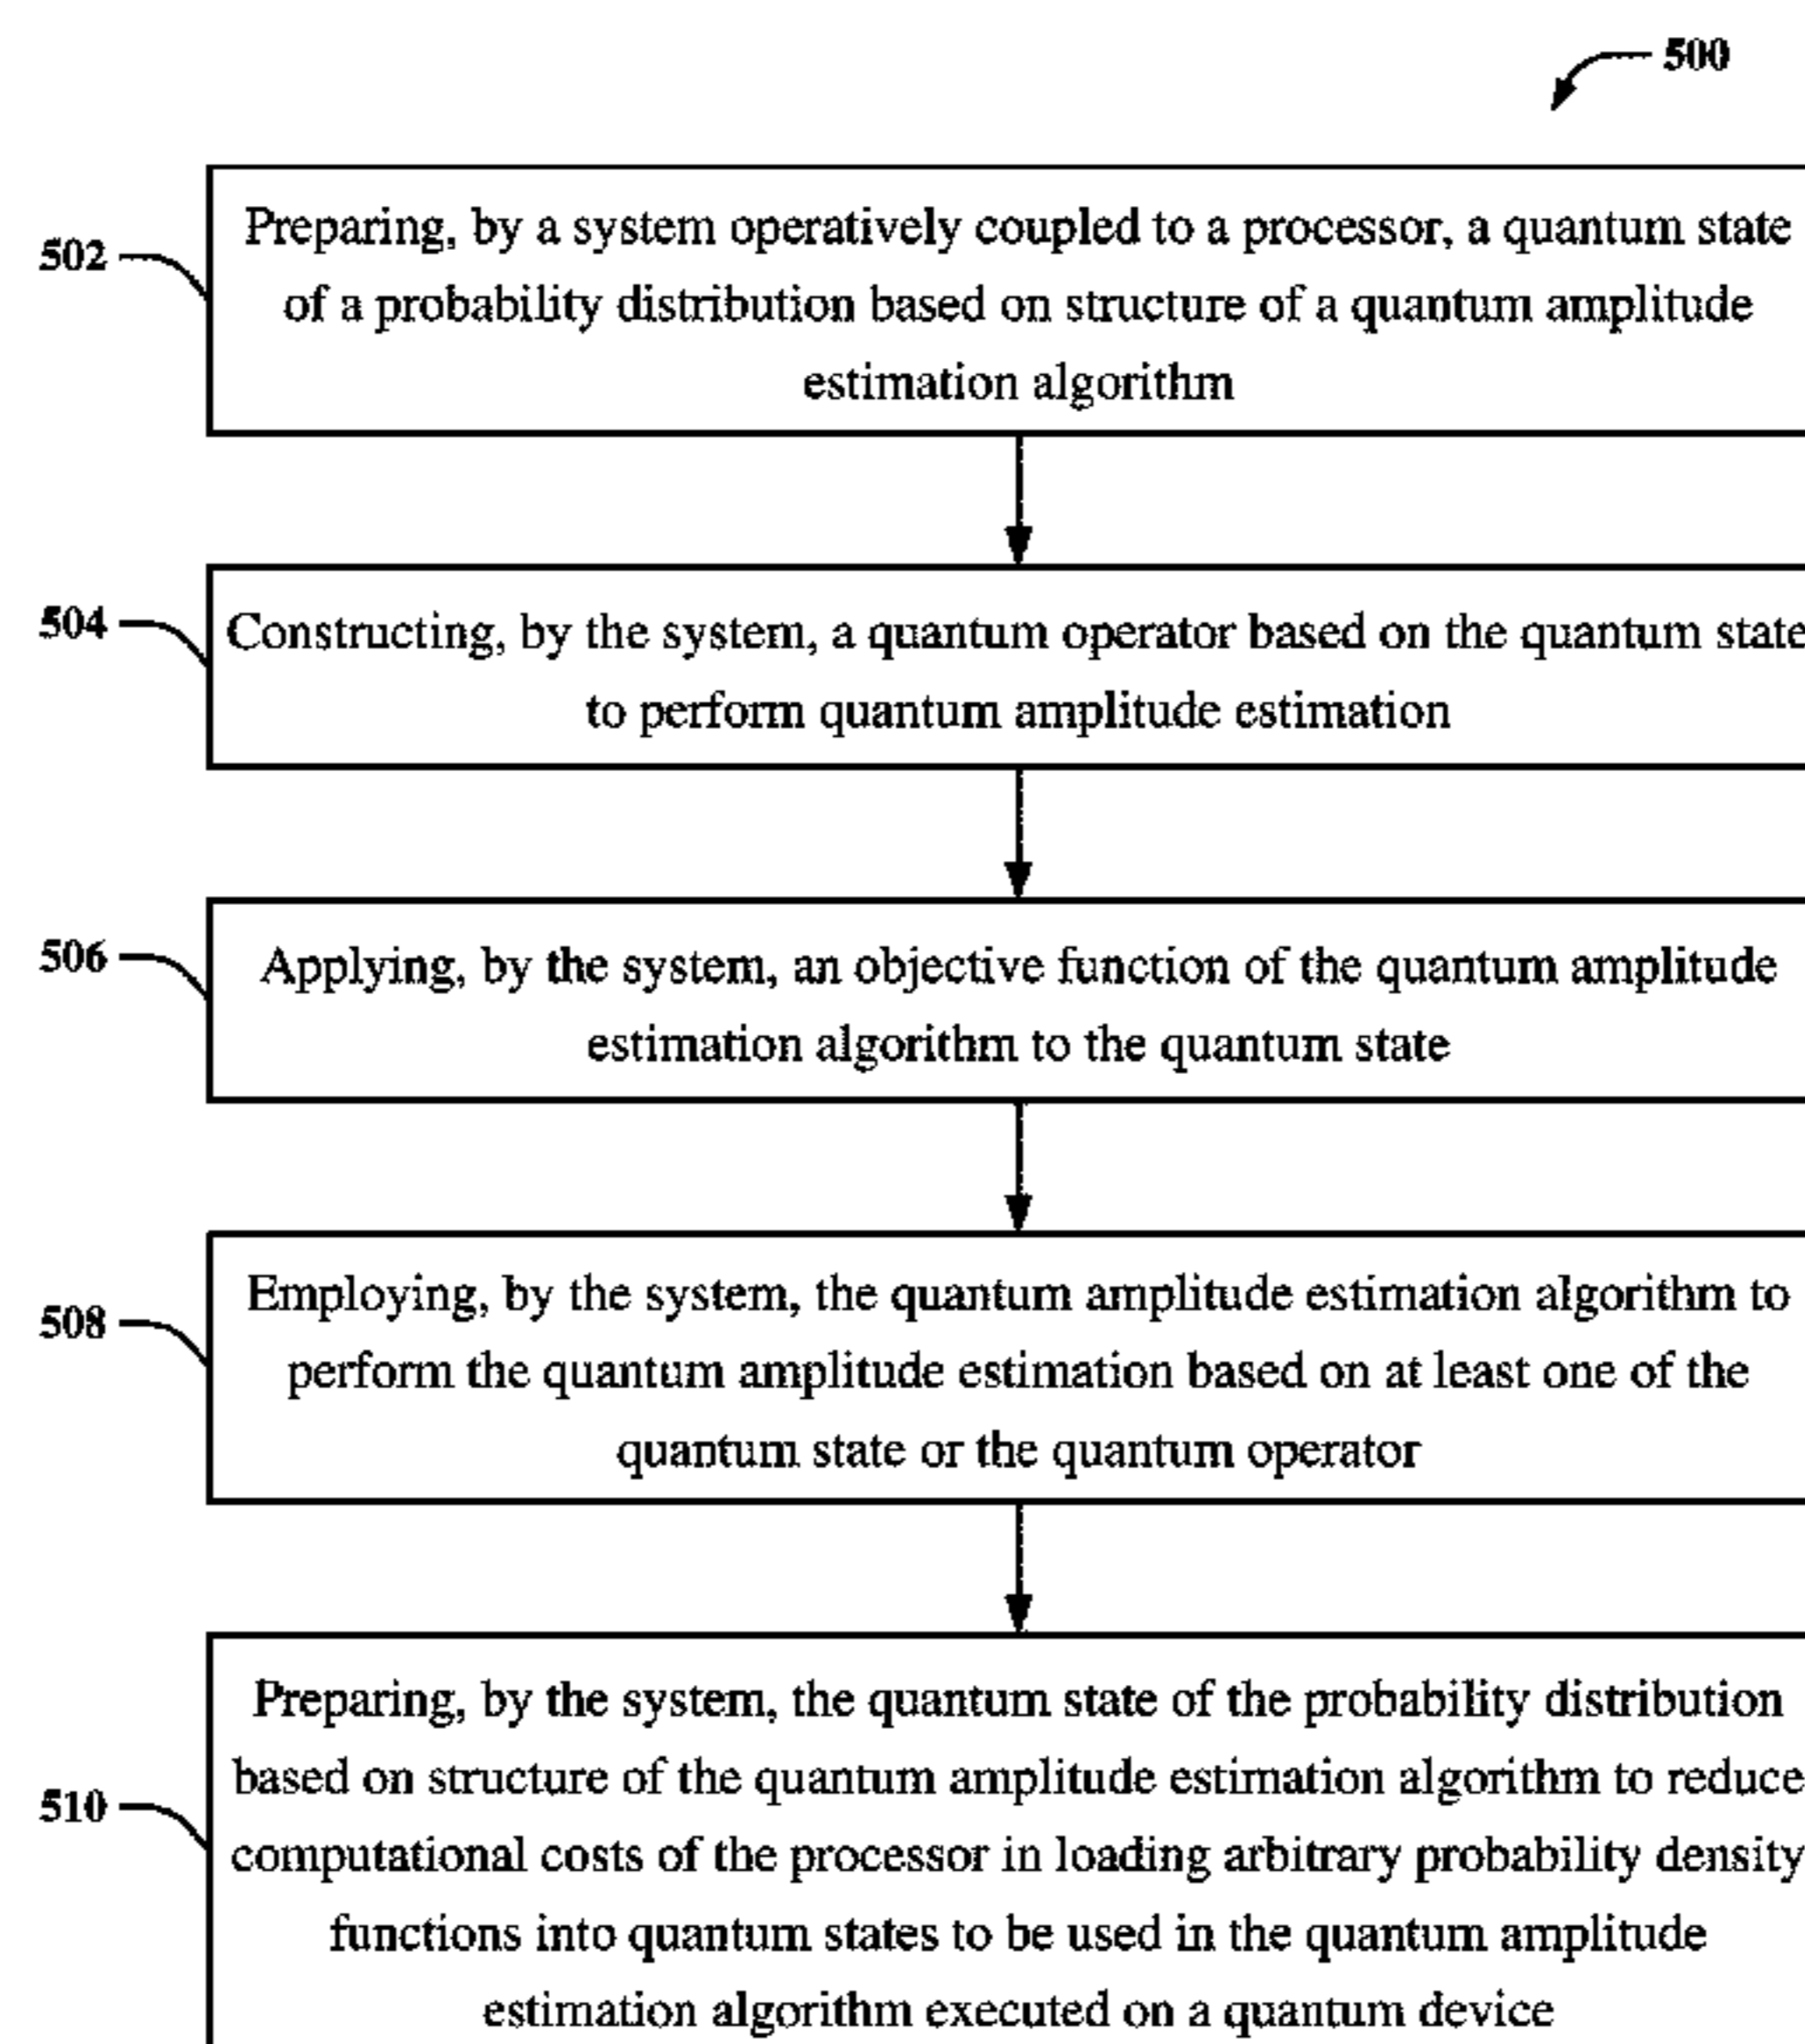 500
502
Preparing, by a system operatively coupled to a processor, a quantum state
of a probability distribution based on structure of a quantum amplitude
estimation algorithm
504
Constructing, by the system, a quantum operator based on the quantum state
to perform quantum amplitude estimation
506
Applying, by the system, an objective function of the quantum amplitude
estimation algorithm to the quantum state
508
Employing, by the system, the quantum amplitude estimation algorithm to
perform the quantum amplitude estimation based on at least one of the
quantum state or the quantum operator
510
Preparing, by the system, the quantum state of the probability distribution
based on structure of the quantum amplitude estimation algorithm to reduce
computational costs of the processor in loading arbitrary probability density
functions into quantum states to be used in the quantum amplitude
estimation algorithm executed on a quantum device